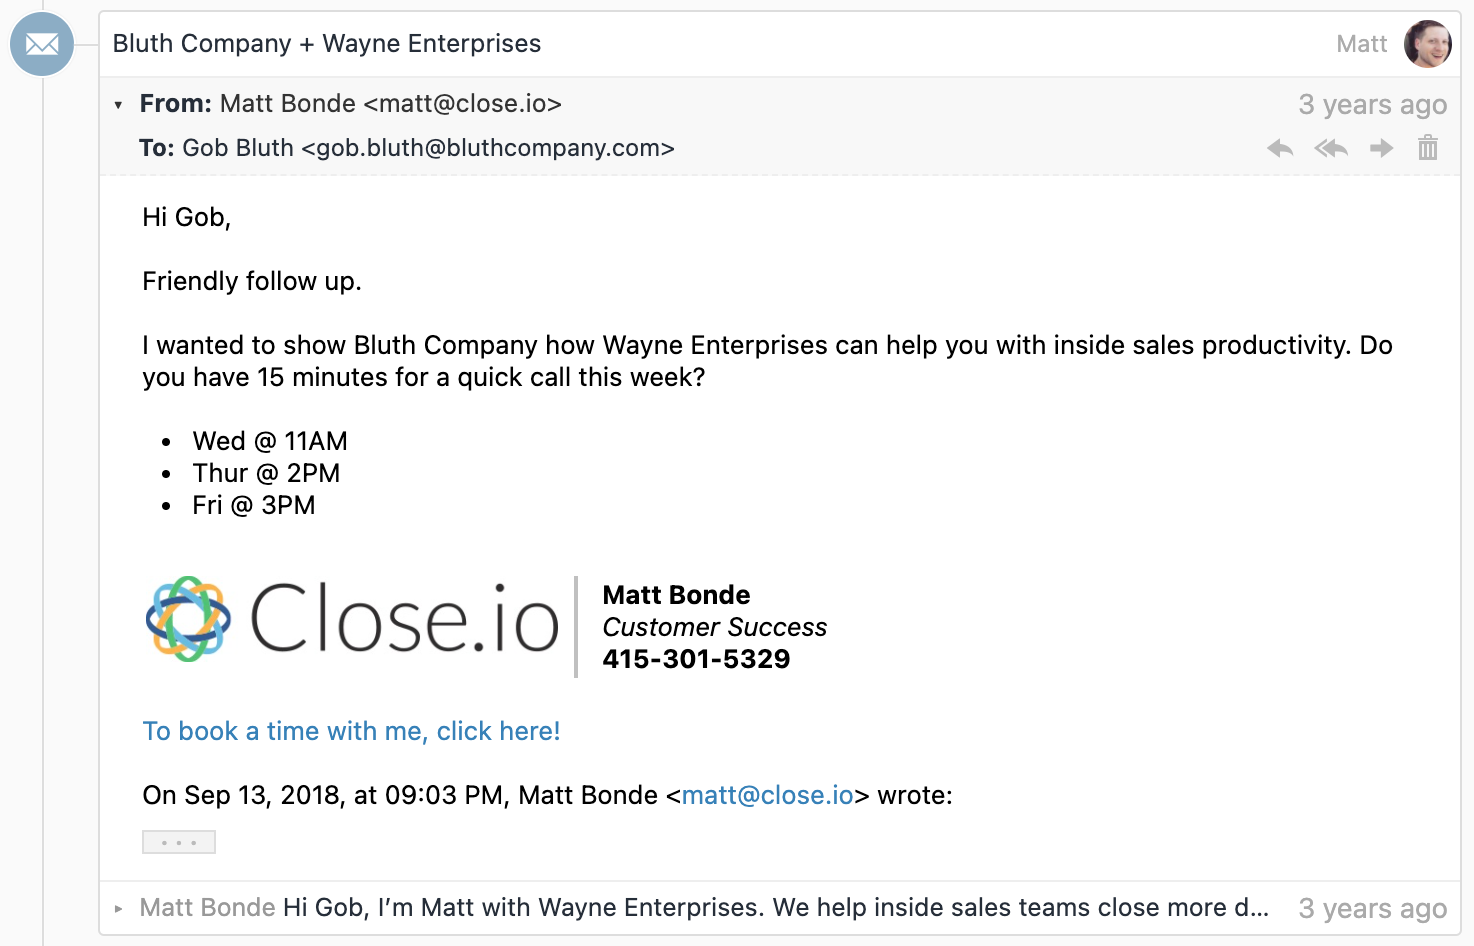 Bluth Company + Wayne Enterprises
Matt
From: Matt Bonde <matt@close.io>
3 years ago
To: Gob Bluth <gob.bluth@bluthcompany.com>
Hi Gob,
Friendly follow up.
I wanted to show Bluth Company how Wayne Enterprises can help you with inside sales productivity. Do
you have 15 minutes for a quick call this week?
• Wed @ 11AM
• Thur @ 2PM
• Fri @ 3PM
Close.io
Matt Bonde
Customer Success
415-301-5329
To book a time with me, click here!
On Sep 13, 2018, at 09:03 PM, Matt Bonde <matt@close.io> wrote:
...
Matt Bonde Hi Gob, I’m Matt with Wayne Enterprises. We help inside sales teams close more d...
3 years ago